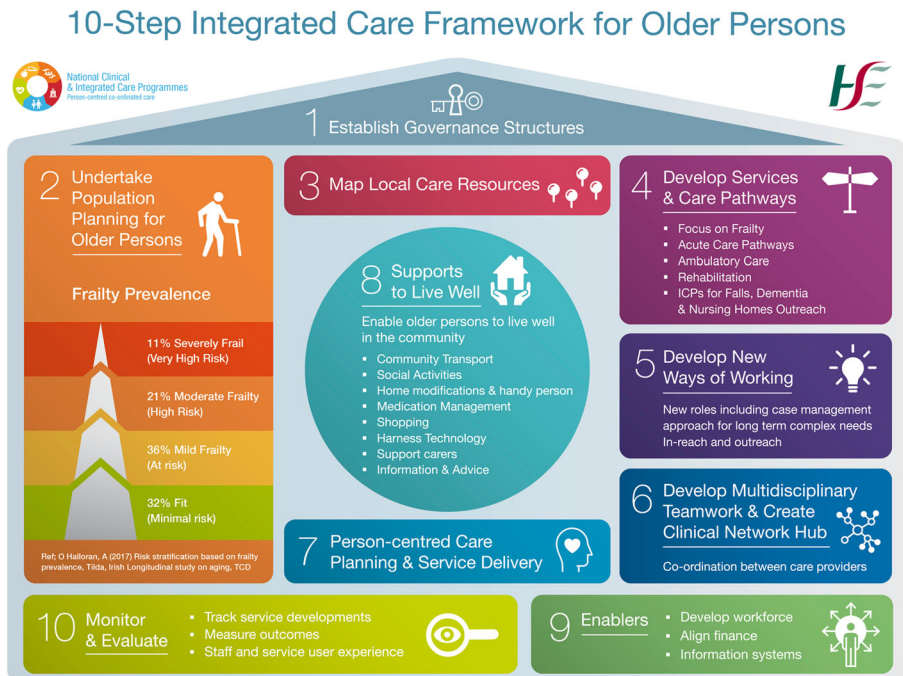 10-Step Integrated Care Framework for Older Persons
National Clinical
& Integrated Care Programmes
Person-centred co-ordinated care
HSE
1 Establish Governance Structures
2 Undertake
Population
Planning for
Older Persons
Frailty Prevalence
11% Severely Frail
(Very High Risk)
21% Moderate Frailty
(High Risk)
36% Mild Frailty
(At risk)
32% Fit
(Minimal risk)
Ref; O Halloran, A (2017) Risk stratification based on frailty
prevalence, Tilda, Irish Longitudinal study on aging, TCD
3 Map Local Care Resources
4 Develop Services
& Care Pathways
▪ Focus on Frailty
▪ Acute Care Pathways
▪ Ambulatory Care
▪ Rehabilitation
▪ ICPs for Falls, Dementia
& Nursing Homes Outreach
5 Develop New
Ways of Working
New roles including case management
approach for long term complex needs
In-reach and outreach
6 Develop Multidisciplinary
Teamwork & Create
Clinical Network Hub
Co-ordination between care providers
7 Person-centred Care
Planning & Service Delivery
8 Supports
to Live Well
Enable older persons to live well
in the community
▪ Community Transport
▪ Social Activities
▪ Home modifications & handy person
▪ Medication Management
▪ Shopping
▪ Harness Technology
▪ Support carers
▪ Information & Advice
9 Enablers
▪ Develop workforce
▪ Align finance
▪ Information systems
10 Monitor
& Evaluate
▪ Track service developments
▪ Measure outcomes
▪ Staff and service user experience